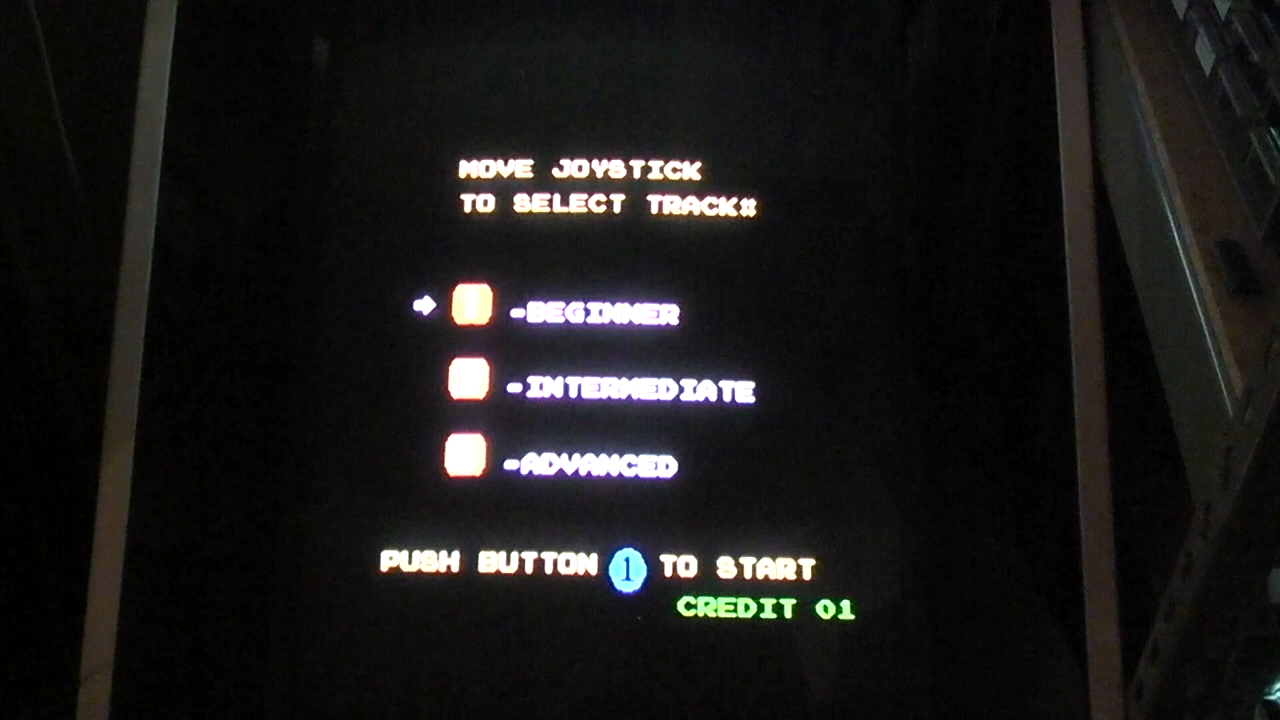 MOVE JOYSTICK
TO SELECT TRACK#
-BEGINNER
-INTERMEDIATE
-ADVANCED
PUSH BUTTON 1 TO START
CREDIT 01